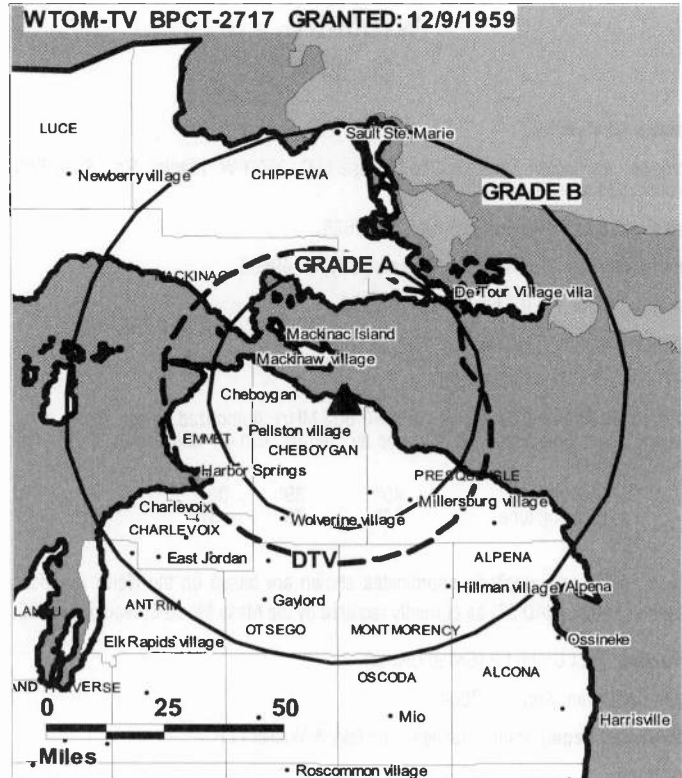 WTOM-TV BPCT-2717 GRANTED: 12/9/1959
LUCE
Sault Ste. Marie
Newberry village
CHIPPEWA
GRADE B
GRADE A
MACKINAC
De Tour Village villa
Mackinac Island
Mackinaw village
Cheboygan
EMMET
Pellston village
CHEBOYGAN
Harbor Springs
PRESQUE ISLE
Millersburg village
Charlevoix
Wolverine village
CHARLEVOIX
DTV
East Jordan
ALPENA
Hillman village
Alpena
ANTRIM
Gaylord
OTSEGO
MONTMORENCY
Ossineke
Elk Rapids village
OSCODA
ALCONA
AND TRAVERSE
0 25 50
Mio
Harrisville
Miles
Roscommon village